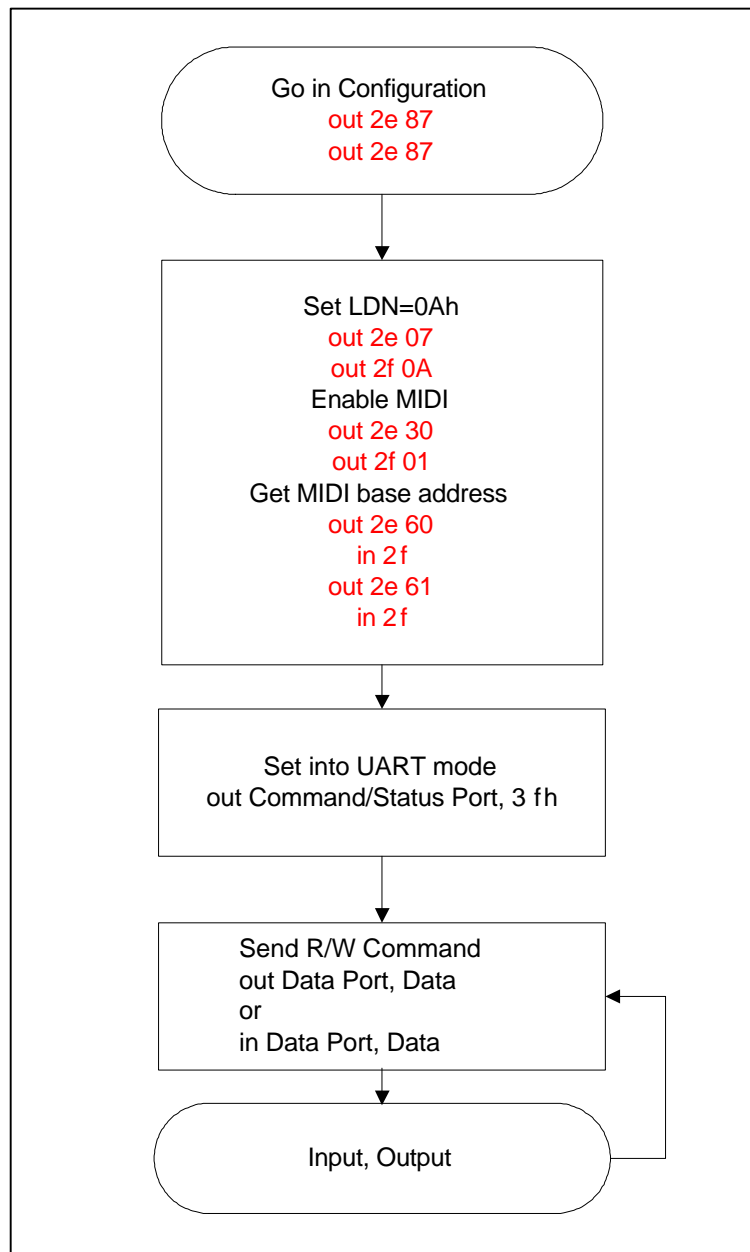 Go in Configuration
out 2e 87
out 2e 87
Set LDN=0Ah
out 2e 07
out 2f 0A
Enable MIDI
out 2e 30
out 2f 01
Get MIDI base address
out 2e 60
in 2f
out 2e 61
in 2f
Set into UART mode
out Command/Status Port, 3 fh
Send R/W Command
out Data Port, Data
or
in Data Port, Data
Input, Output